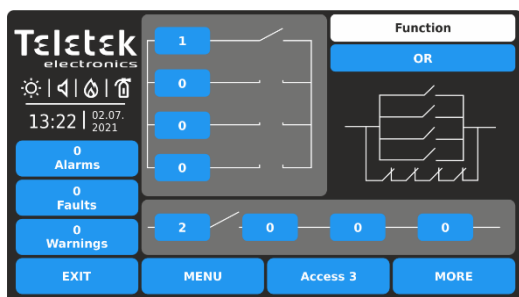 Teletek
electronics
13:22
02.07.
2021
0
Alarms
0
Faults
0
Warnings
1
0
0
0
Function
OR
2
0
0
0
EXIT
MENU
Access 3
MORE